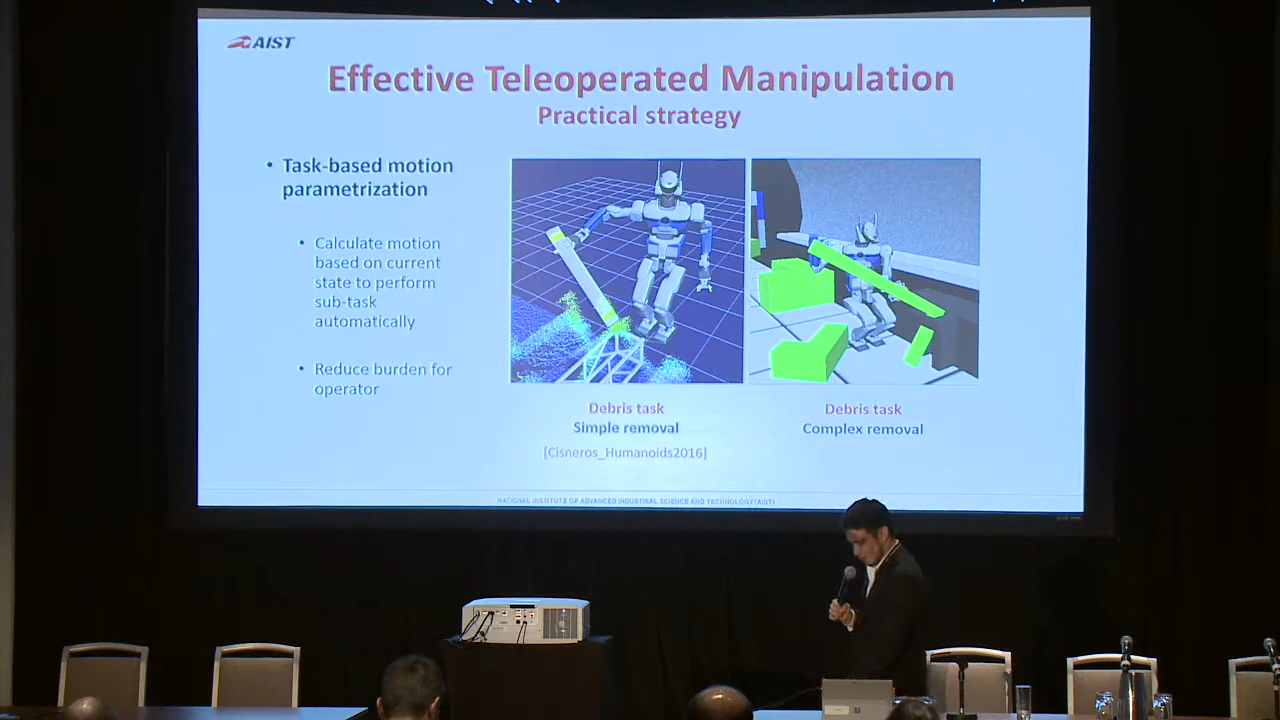 AIST
Effective Teleoperated Manipulation
Practical strategy
• Task-based motion
parametrization
• Calculate motion
based on current
state to perform
sub-task
automatically
• Reduce burden for
operator
Debris task
Simple removal
[Cisneros_Humanoids2016]
Debris task
Complex removal
NATIONAL INSTITUTE OF ADVANCED INDUSTRIAL SCIENCE AND TECHNOLOGY (AIST)